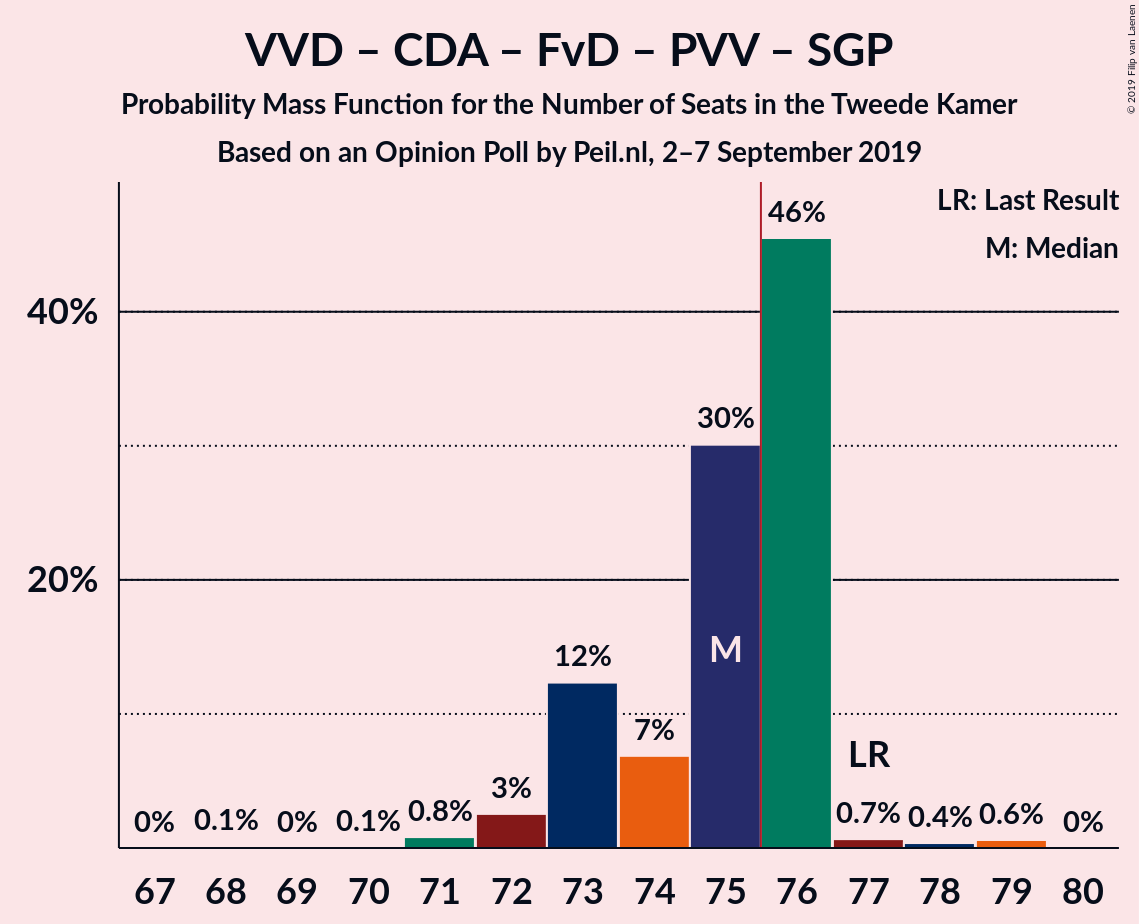 VVD – CDA – FvD – PVV – SGP
Probability Mass Function for the Number of Seats in the Tweede Kamer
Based on an Opinion Poll by Peil.nl, 2–7 September 2019
© 2019 Filip van Laenen
LR: Last Result
M: Median
40%
20%
0%
0.1%
0%
0.1%
0.8%
3%
12%
7%
30%
46%
0.7%
0.4%
0.6%
0%
M
LR
67 68 69 70 71 72 73 74 75 76 77 78 79 80